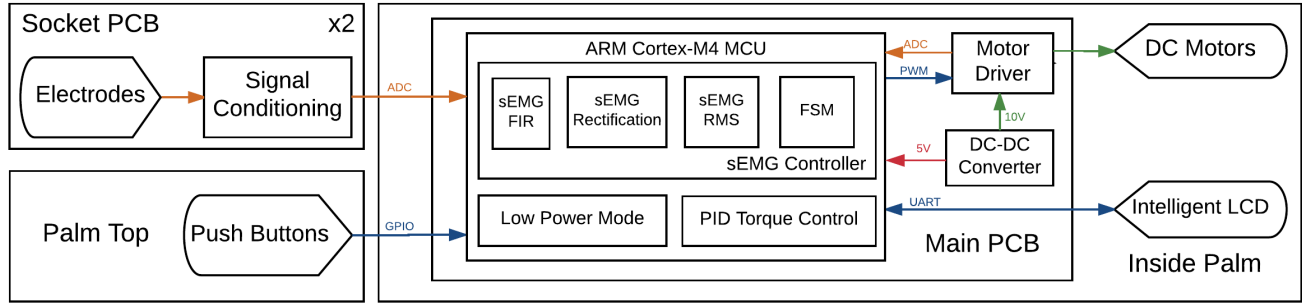 Socket PCB
x2
Electrodes
Signal
Conditioning
ADC
Palm Top
Push Buttons
GPIO
ARM Cortex-M4 MCU
sEMG
FIR
sEMG
Rectification
sEMG
RMS
FSM
sEMG Controller
Low Power Mode
PID Torque Control
ADC
PWM
Motor
Driver
10V
5V
DC-DC
Converter
UART
Main PCB
DC Motors
Intelligent LCD
Inside Palm